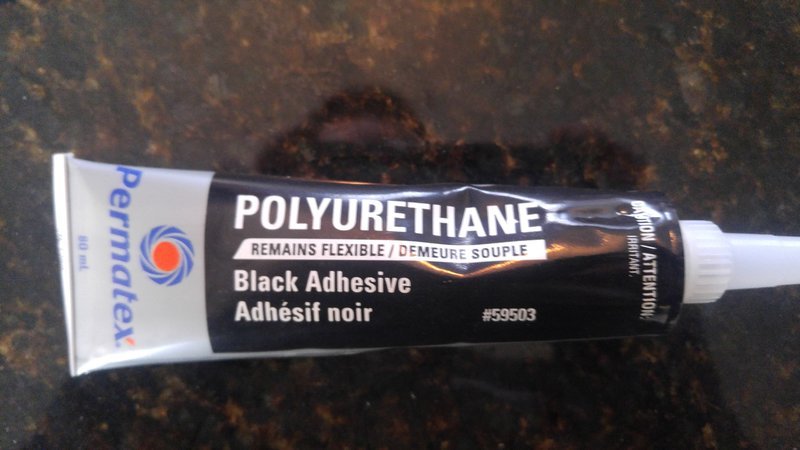 Permatex
80 mL
POLYURETHANE
REMAINS FLEXIBLE / DEMEURE SOUPLE
Black Adhesive
Adhésif noir
#59503
CAUTION / ATTENTION:
IRRITANT.